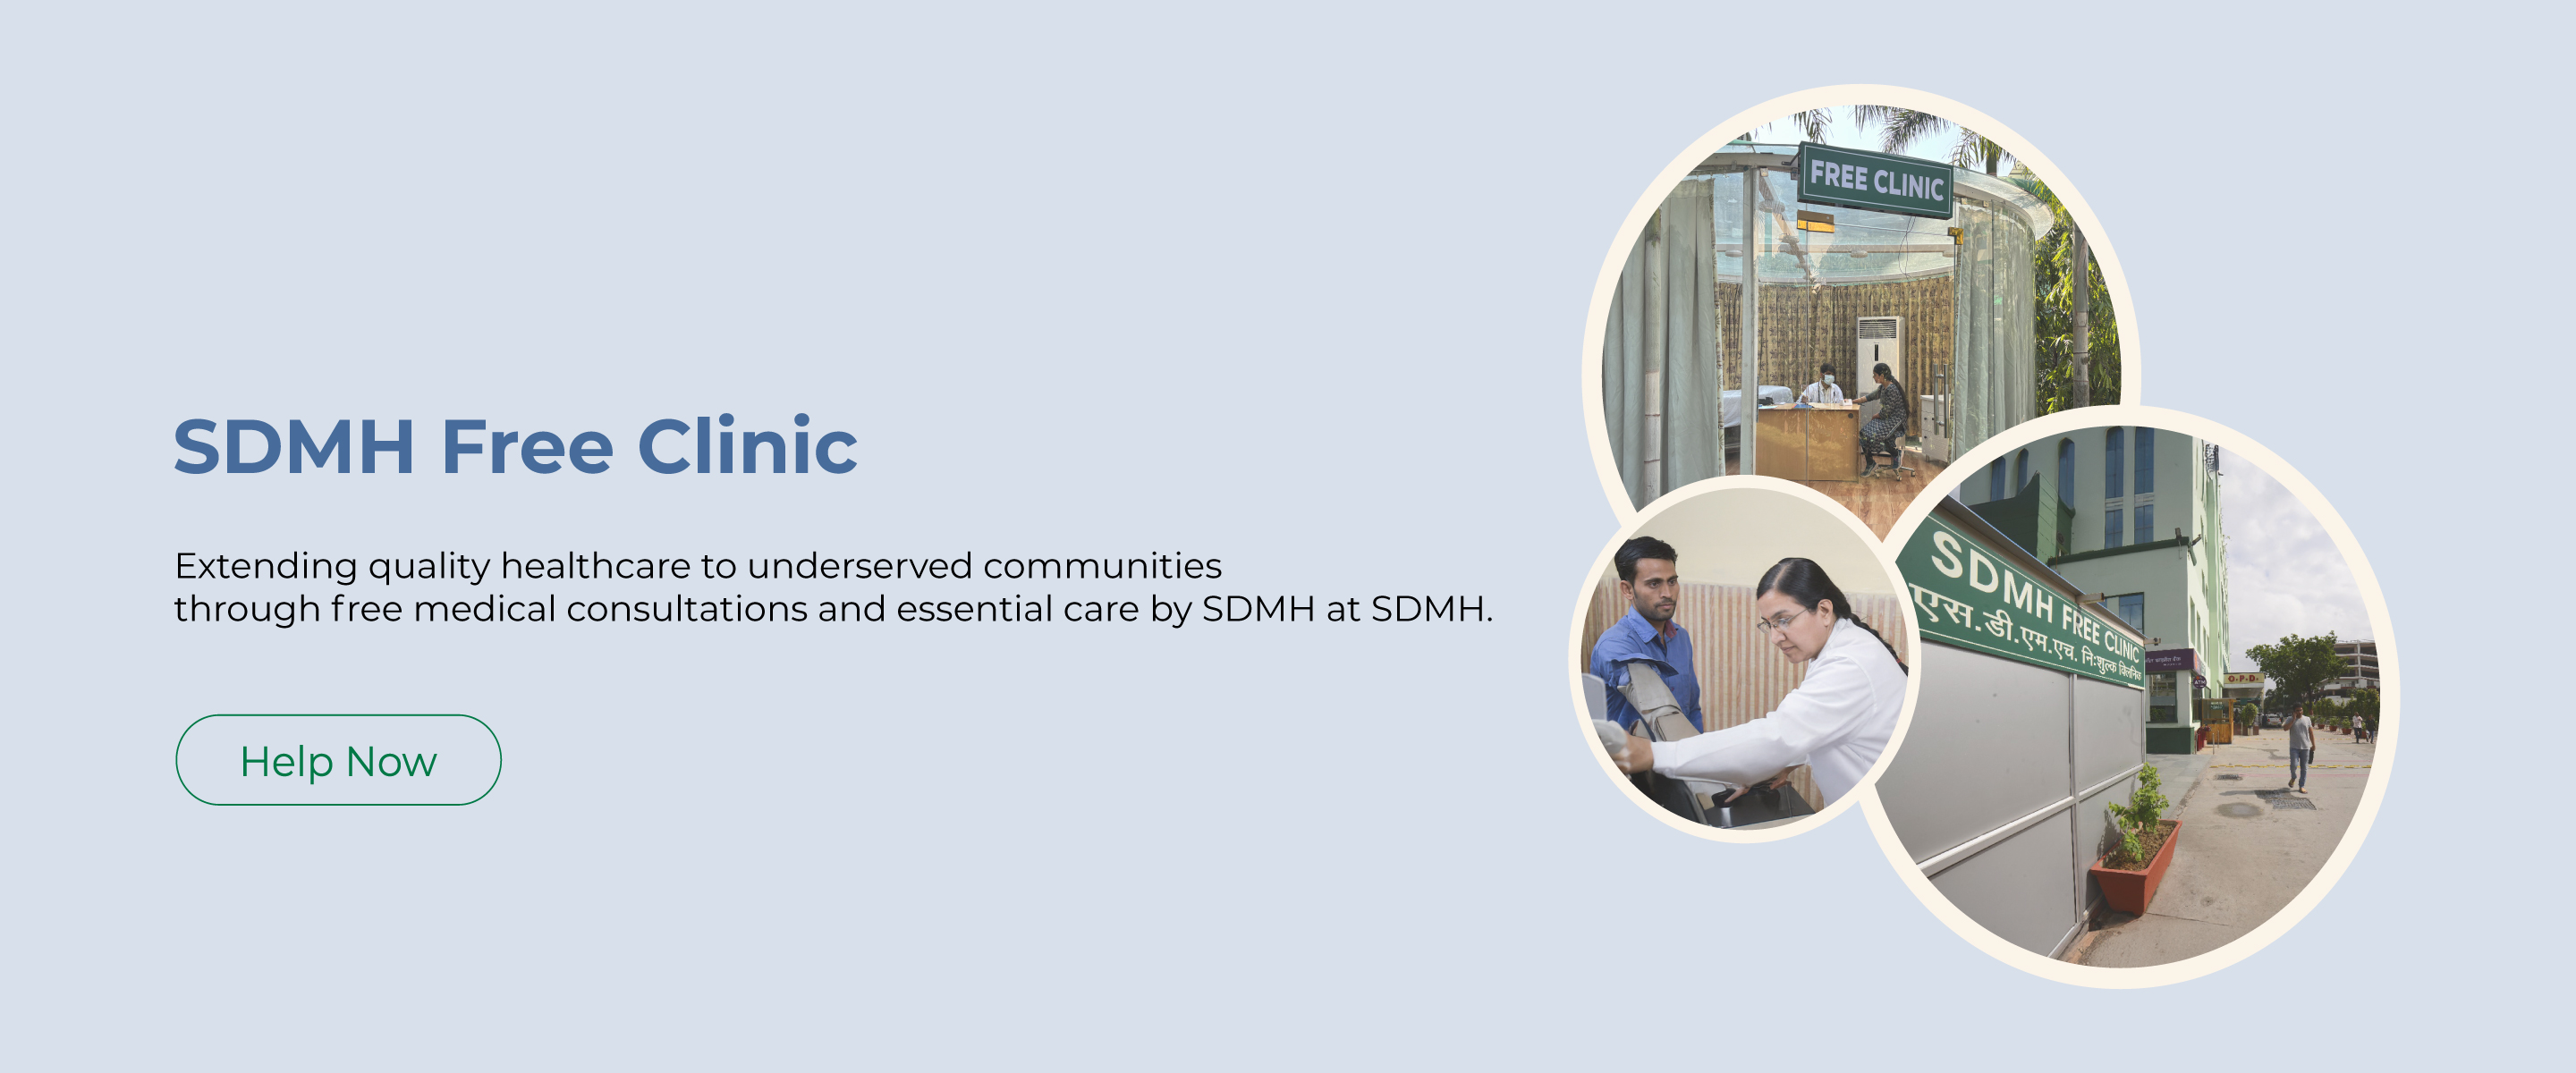 SDMH Free Clinic
Extending quality healthcare to underserved communities
through free medical consultations and essential care by SDMH at SDMH.
Help Now
FREE CLINIC
SDMH FREE CLINIC
एस.डी.एम.एच. नि:शुल्क क्लिनिक
ATM
O.P.D.